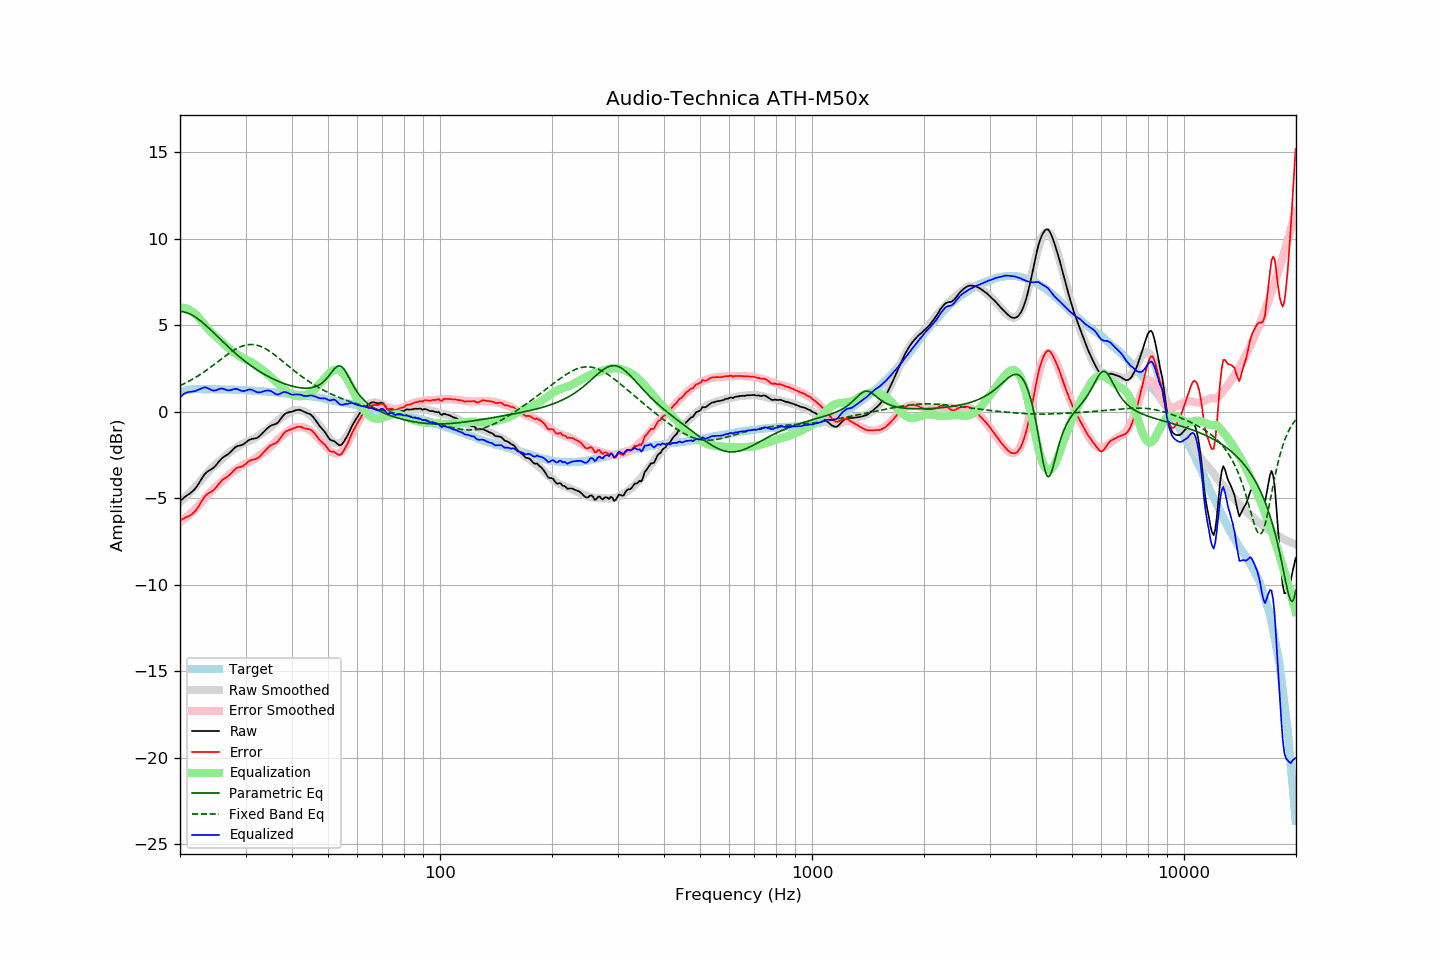 Audio-Technica ATH-M50x
15
10
5
0
−5
−10
−15
−20
−25
Amplitude (dBr)
Target
Raw Smoothed
Error Smoothed
Raw
Error
Equalization
Parametric Eq
Fixed Band Eq
Equalized
100
1000
10000
Frequency (Hz)